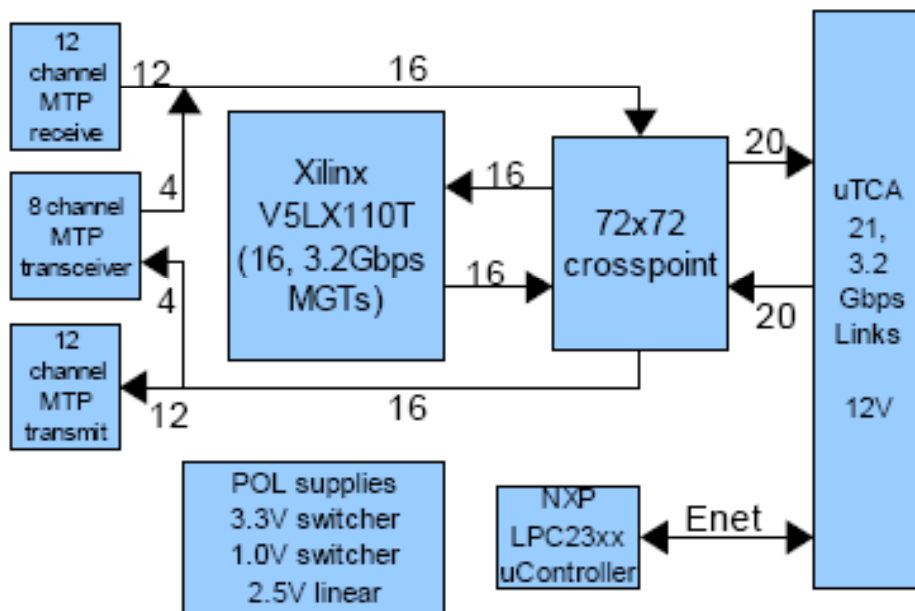 12
channel
MTP
receive
12
16
8 channel
MTP
transceiver
4
4
12
channel
MTP
transmit
12
16
Xilinx
V5LX110T
(16, 3.2Gbps
MGTs)
16
16
72x72
crosspoint
20
20
uTCA
21,
3.2
Gbps
Links
12V
POL supplies
3.3V switcher
1.0V switcher
2.5V linear
NXP
LPC23xx
uController
Enet